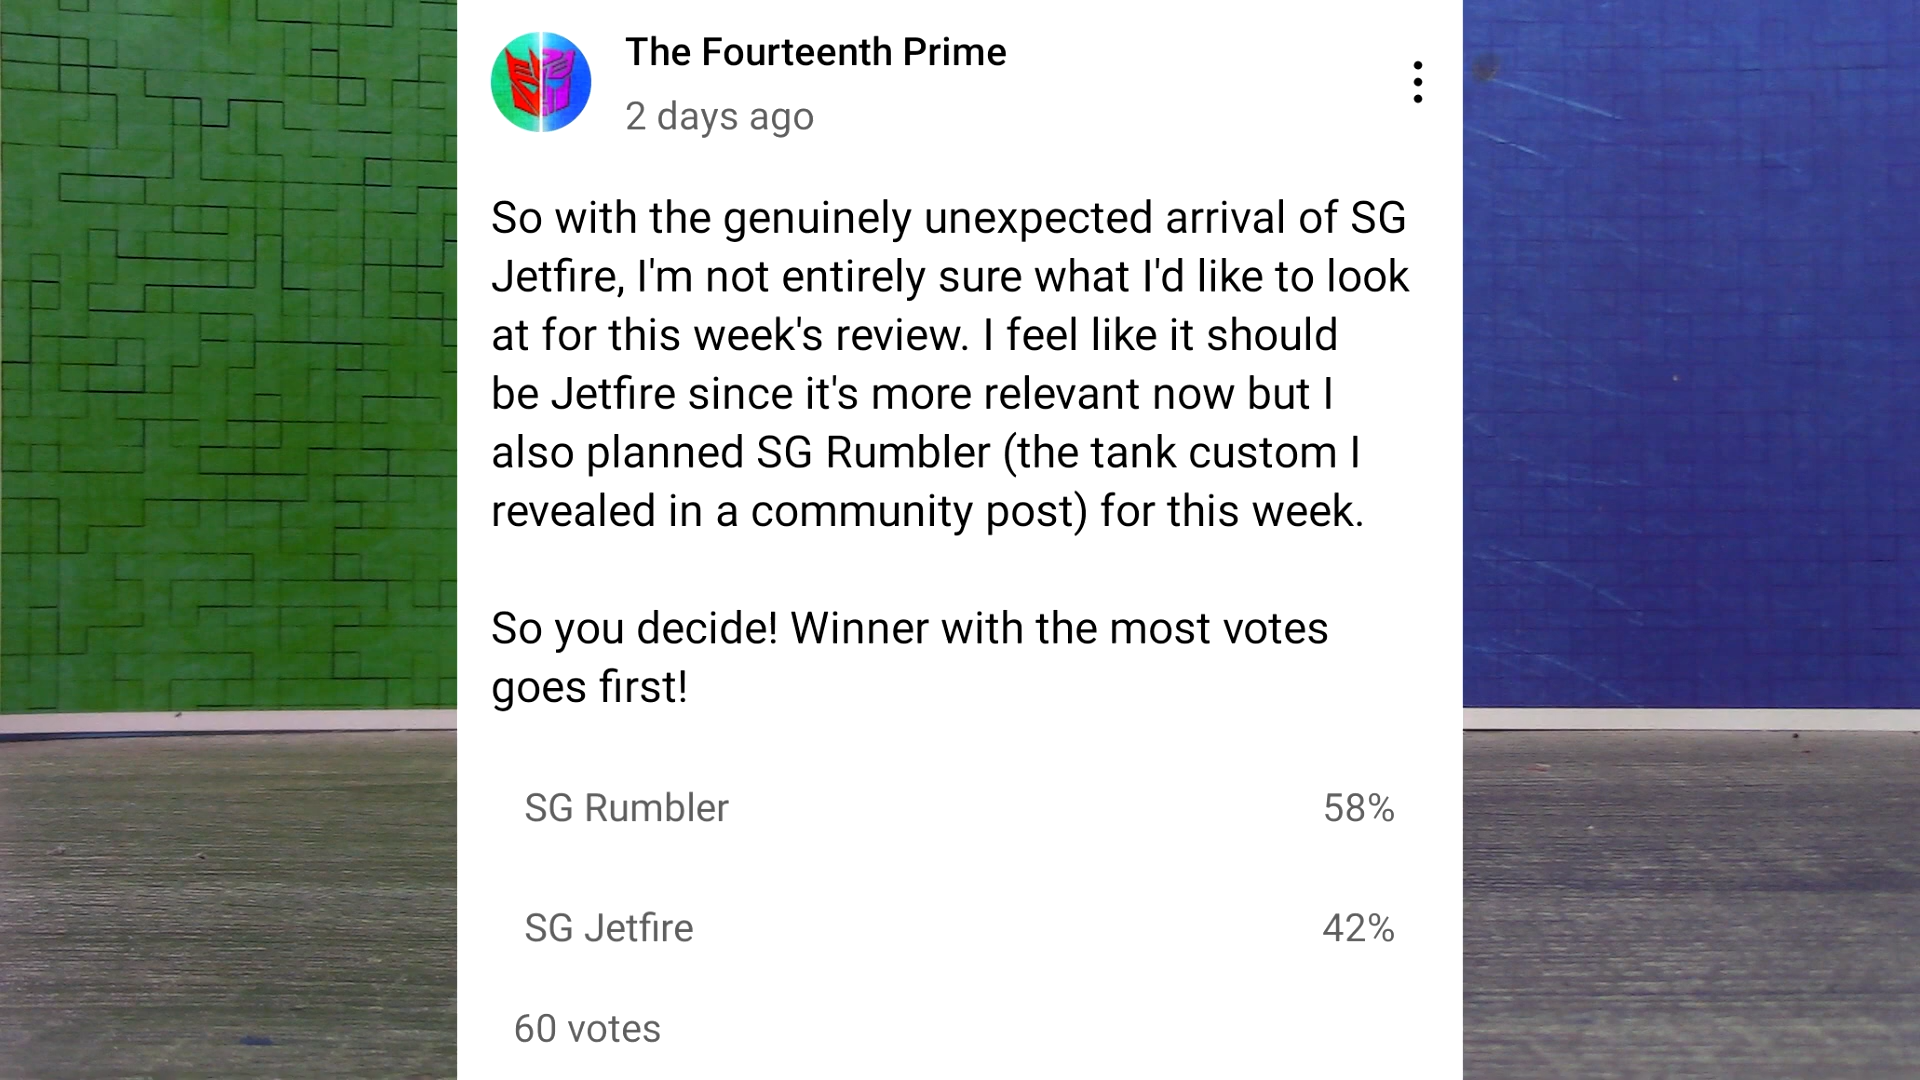 The Fourteenth Prime
2 days ago
So with the genuinely unexpected arrival of SG
Jetfire, I'm not entirely sure what I'd like to look
at for this week's review. I feel like it should
be Jetfire since it's more relevant now but I
also planned SG Rumbler (the tank custom I
revealed in a community post) for this week.
So you decide! Winner with the most votes
goes first!
SG Rumbler 58%
SG Jetfire 42%
60 votes